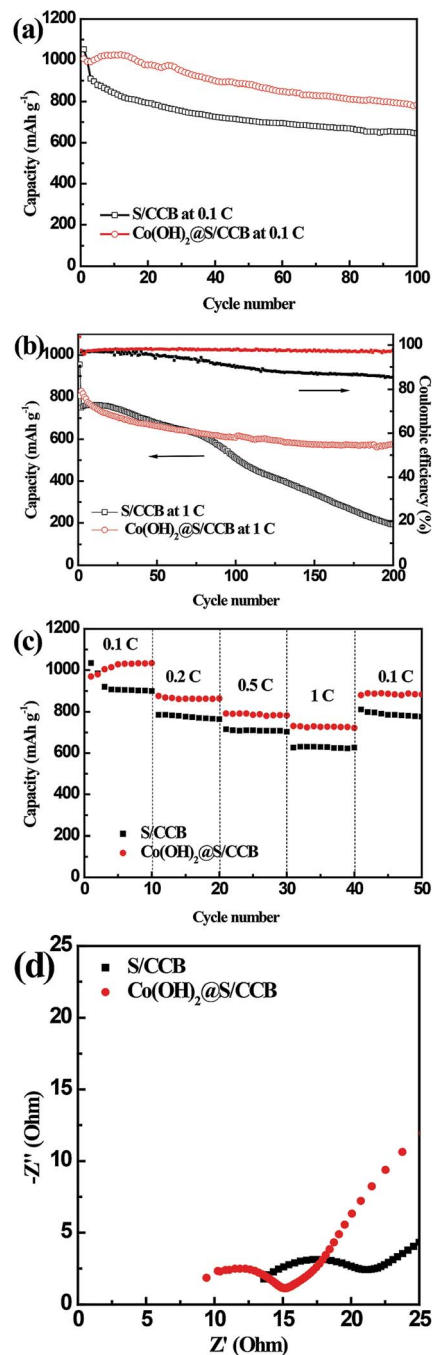 (a)
1200
1000
800
600
400
200
0
Capacity (mAh g⁻¹)
S/CCB at 0.1 C
Co(OH)₂@S/CCB at 0.1 C
0 20 40 60 80 100
Cycle number
(b)
1000
800
600
400
200
0
Capacity (mAh g⁻¹)
100
80
60
40
20
0
Coulombic efficiency (%)
S/CCB at 1 C
Co(OH)₂@S/CCB at 1 C
0 50 100 150 200
Cycle number
(c)
1200
1000
800
600
400
200
0
Capacity (mAh g⁻¹)
0.1 C
0.2 C
0.5 C
1 C
0.1 C
S/CCB
Co(OH)₂@S/CCB
0 10 20 30 40 50
Cycle number
(d)
25
20
15
10
5
0
-Z'' (Ohm)
S/CCB
Co(OH)₂@S/CCB
0 5 10 15 20 25
Z' (Ohm)